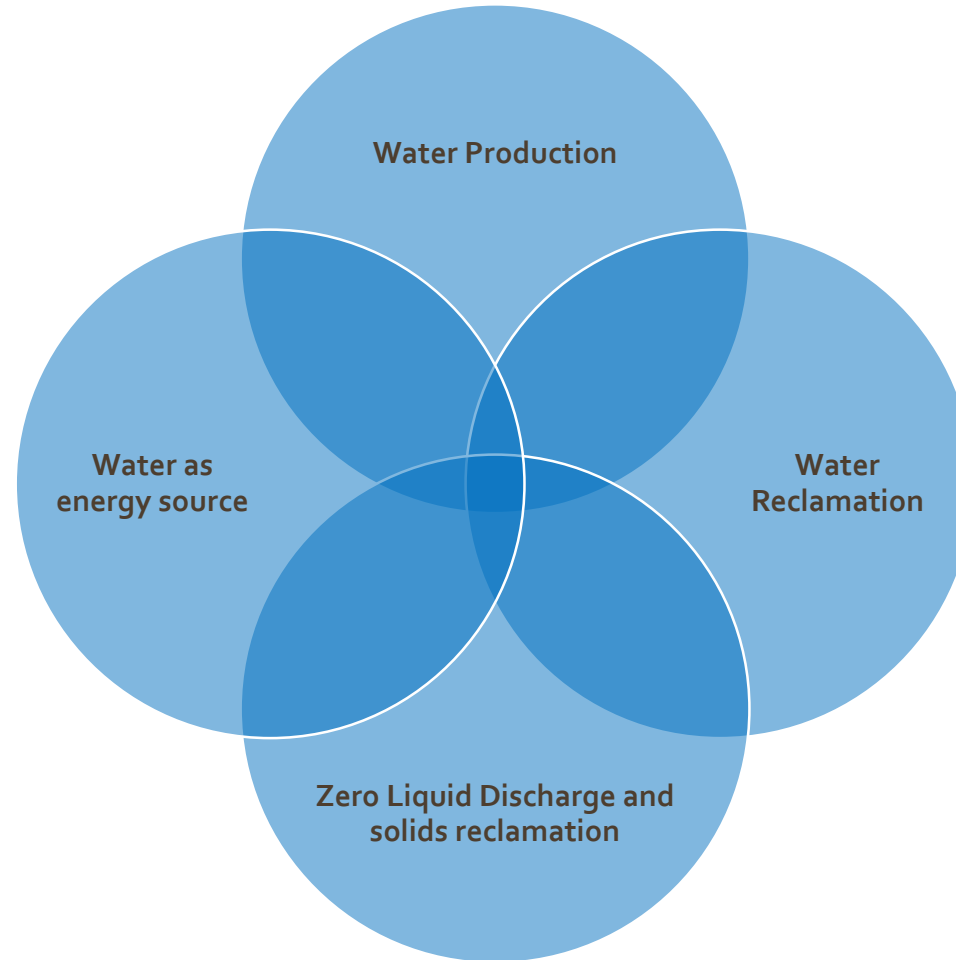 Water Production
Water as
energy source
Water
Reclamation
Zero Liquid Discharge and
solids reclamation